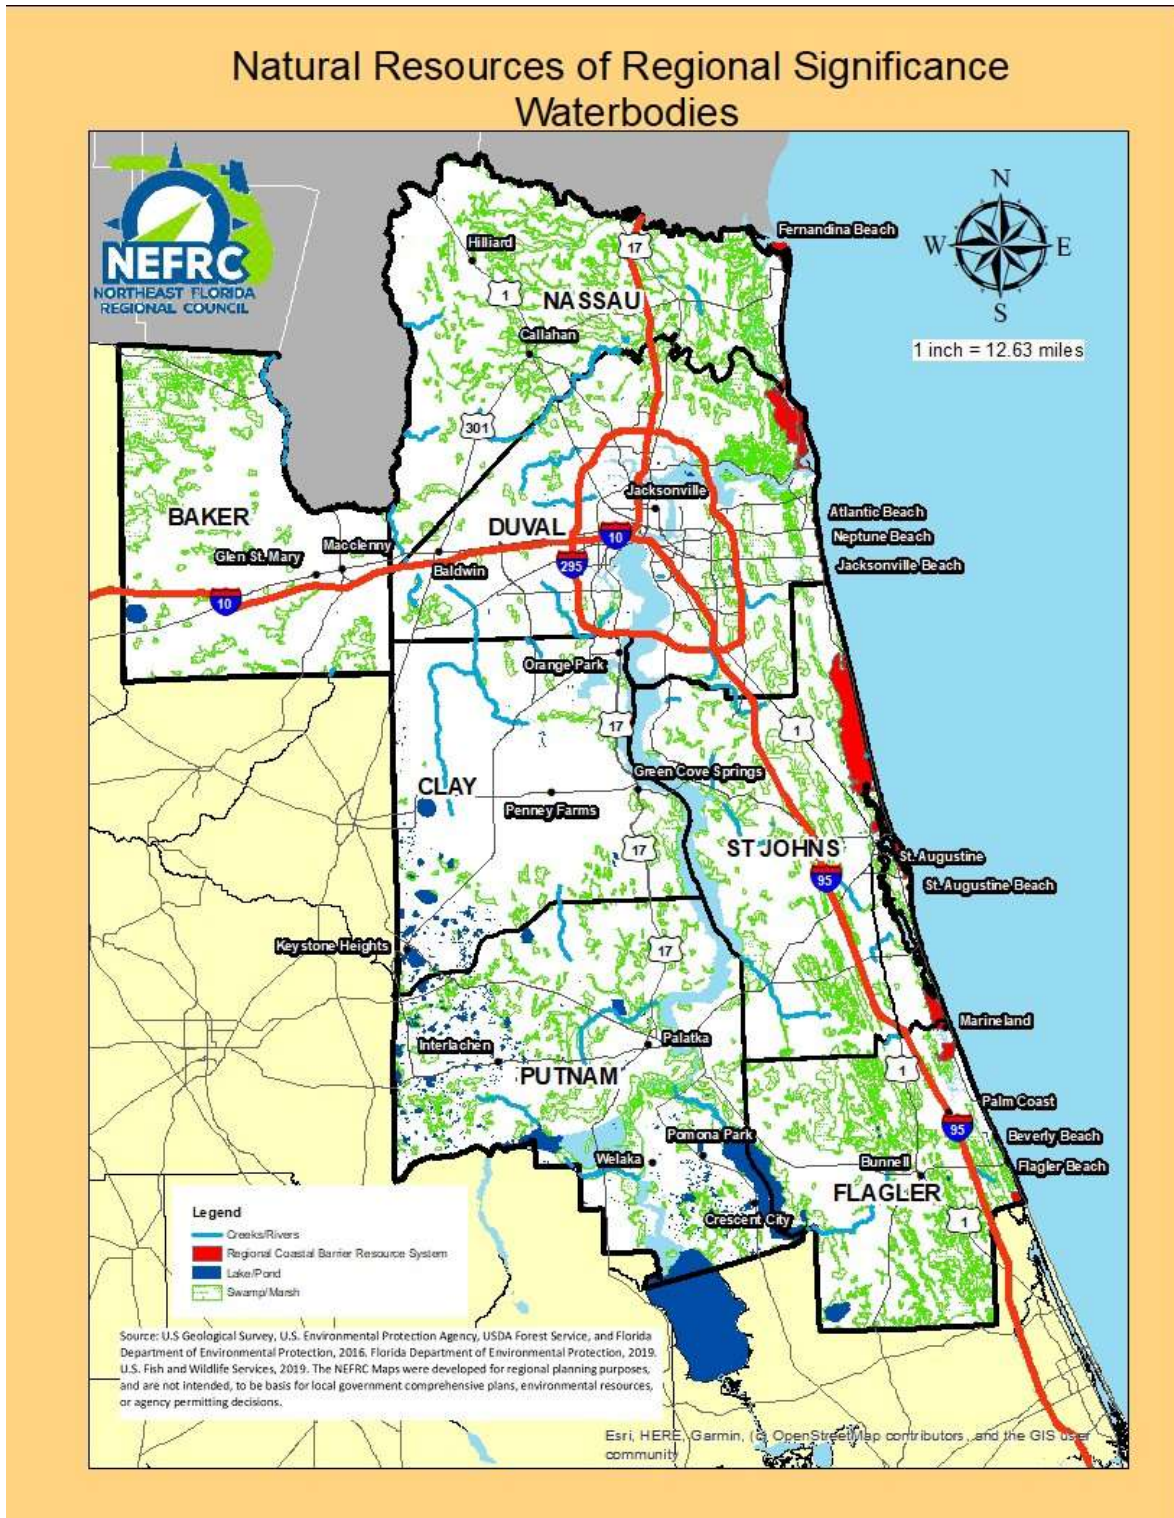 Natural Resources of Regional Significance
Waterbodies
NEFRC
NORTHEAST FLORIDA
REGIONAL COUNCIL
N
W E
S
1 inch = 12.63 miles
Fernandina Beach
17
Hilliard
1
NASSAU
Callahan
301
Jacksonville
Atlantic Beach
BAKER
DUVAL
10
Neptune Beach
Macclenny
Glen St. Mary
Baldwin
295
Jacksonville Beach
10
Orange Park
17
1
Green Cove Springs
CLAY
Penney Farms
17
ST JOHNS
St. Augustine
95
St. Augustine Beach
Keystone Heights
17
Marineland
Interlachen
Palatka
PUTNAM
1
Palm Coast
95
Pomona Park
Beverly Beach
Welaka
Bunnell
Flagler Beach
FLAGLER
Crescent City
1
Legend
Creeks/Rivers
Regional Coastal Barrier Resource System
Lake/Pond
Swamp/Marsh
Source: U.S Geological Survey, U.S. Environmental Protection Agency, USDA Forest Service, and Florida
Department of Environmental Protection, 2016. Florida Department of Environmental Protection, 2019.
U.S. Fish and Wildlife Services, 2019. The NEFRC Maps were developed for regional planning purposes,
and are not intended, to be basis for local government comprehensive plans, environmental resources,
or agency permitting decisions.
Esri, HERE, Garmin, (c) OpenStreetMap contributors, and the GIS user
community